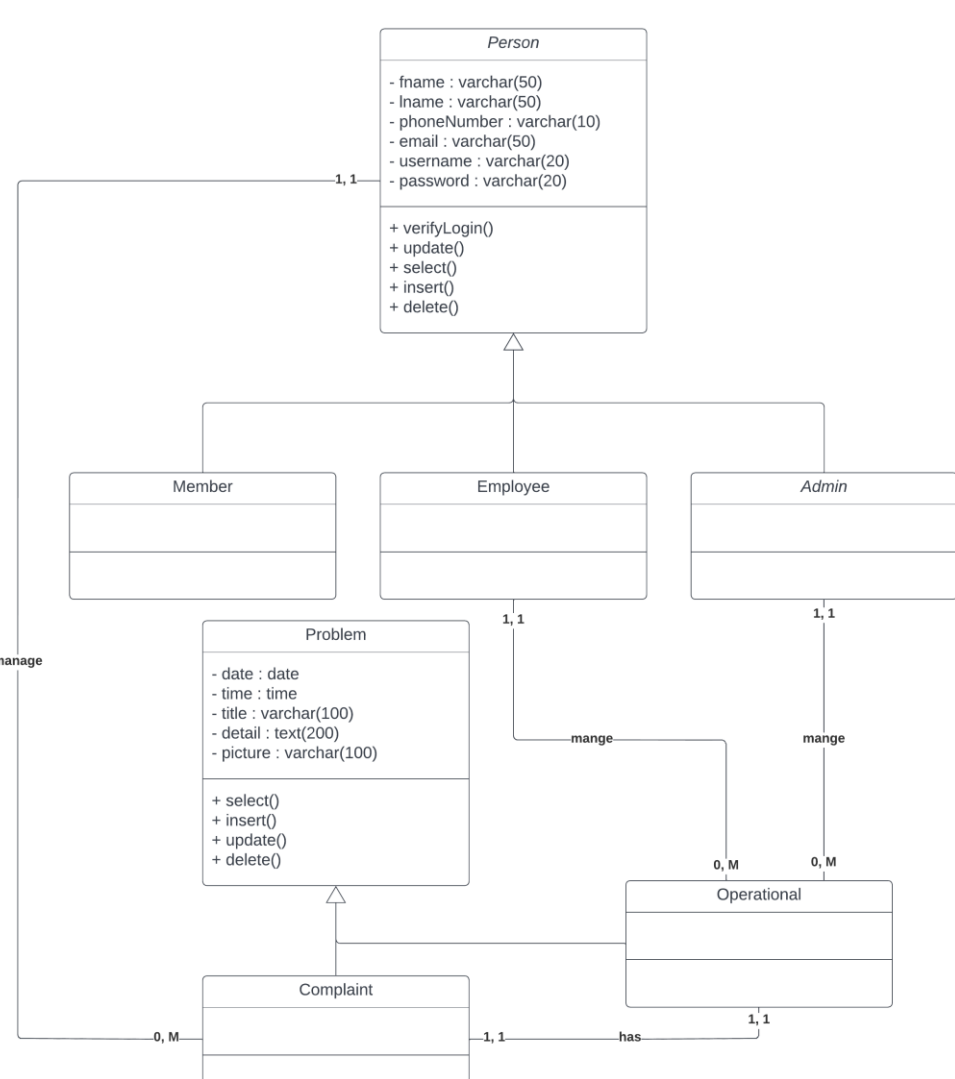 Person
- fname : varchar(50)
- lname : varchar(50)
- phoneNumber : varchar(10)
- email : varchar(50)
- username : varchar(20)
- password : varchar(20)
1, 1
+ verifyLogin()
+ update()
+ select()
+ insert()
+ delete()
Member
Employee
Admin
1, 1
1, 1
Problem
manage
- date : date
- time : time
- title : varchar(100)
- detail : text(200)
- picture : varchar(100)
mange
mange
+ select()
+ insert()
+ update()
+ delete()
0, M
0, M
Operational
Complaint
1, 1
0, M
1, 1
has